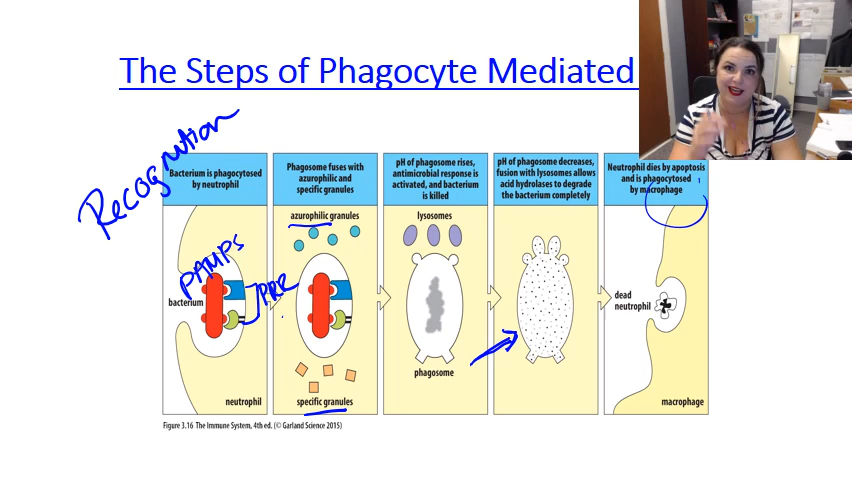 The Steps of Phagocyte Mediated
Recognition
Bacterium is phagocytosed
by neutrophil
PAMPS
PRR
bacterium
neutrophil
Phagosome fuses with
azurophilic and
specific granules
azurophilic granules
specific granules
pH of phagosome rises,
antimicrobial response is
activated, and bacterium
is killed
lysosomes
phagosome
pH of phagosome decreases,
fusion with lysosomes allows
acid hydrolases to degrade
the bacterium completely
Neutrophil dies by apoptosis
and is phagocytosed
by macrophage
dead
neutrophil
macrophage
Figure 3.16 The Immune System, 4th ed. (© Garland Science 2015)